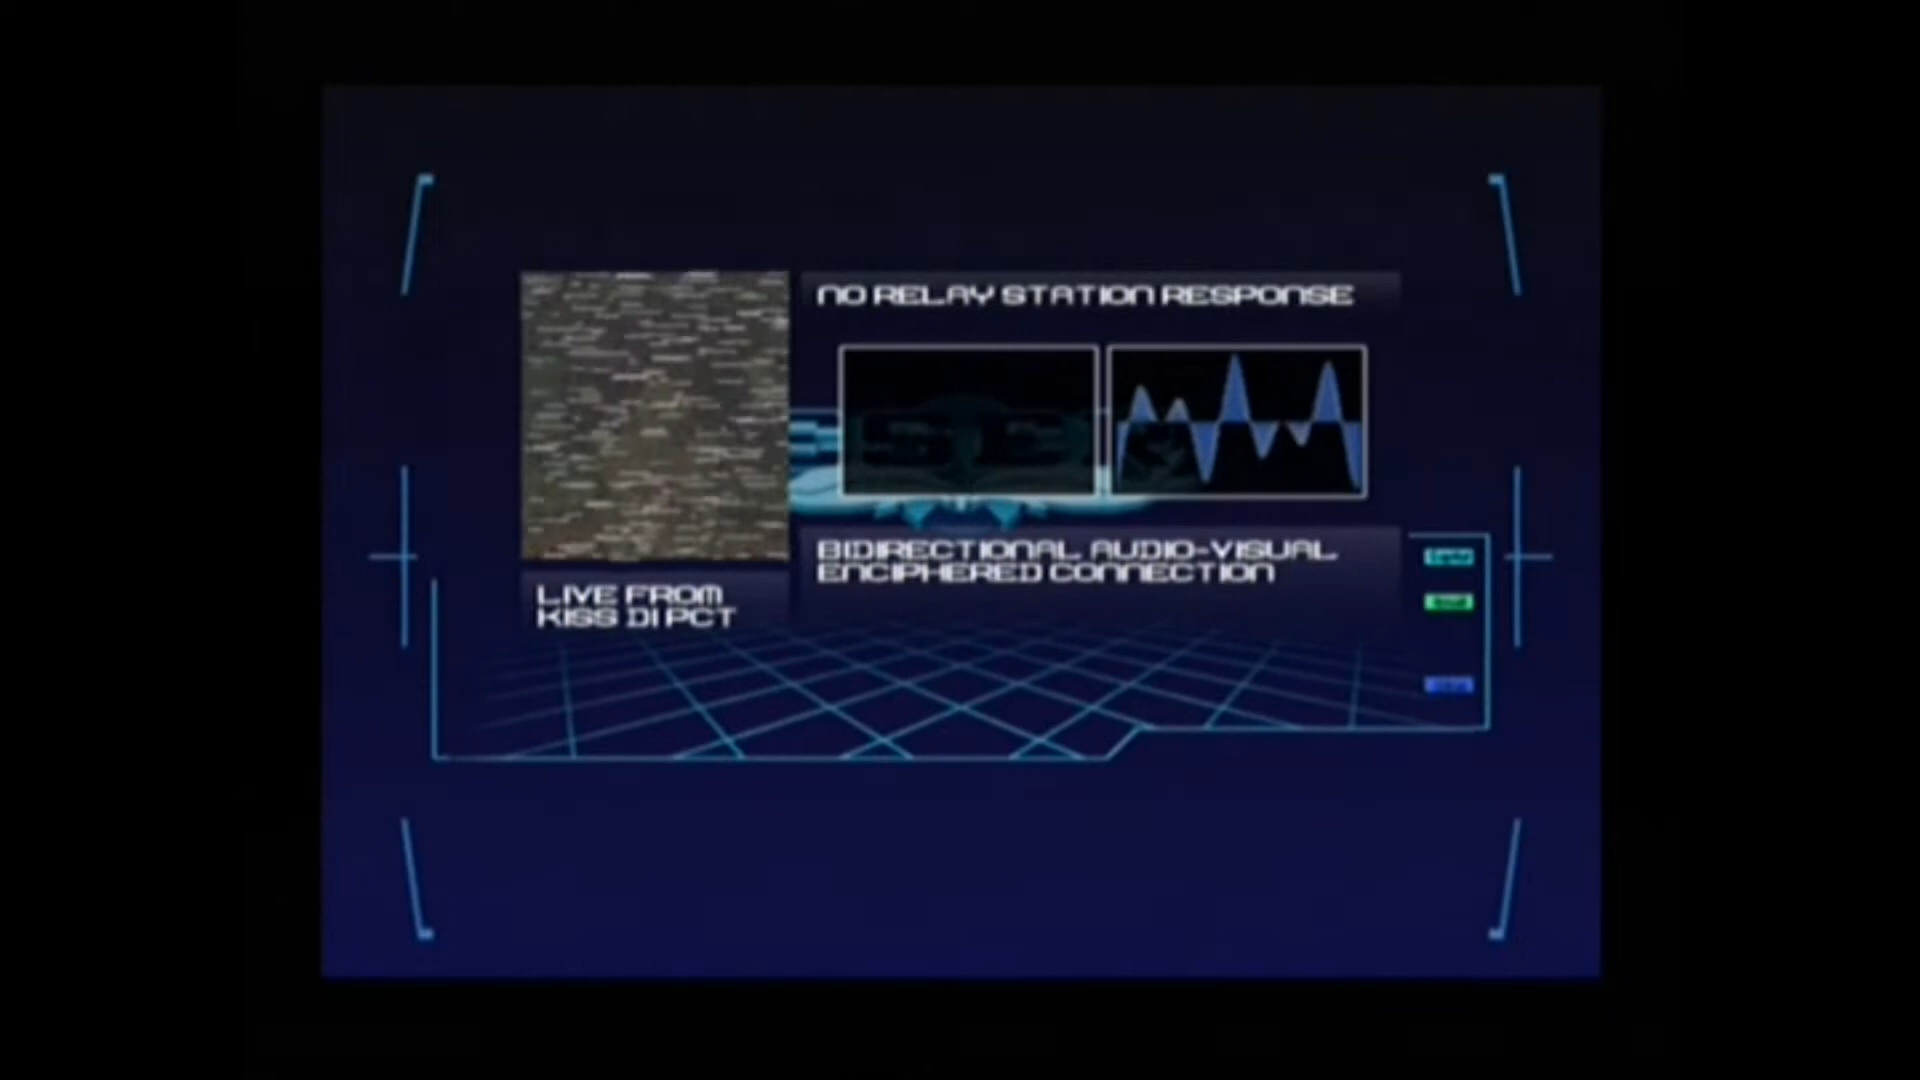 NO RELAY STATION RESPONSE
BIDIRECTIONAL AUDIO-VISUAL
ENCIPHERED CONNECTION
LIVE FROM
KISS DI PCT